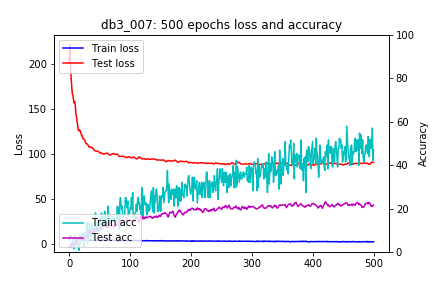 db3_007: 500 epochs loss and accuracy
Train loss
Test loss
Train acc
Test acc
Loss
Accuracy
200
150
100
50
0
100
80
60
40
20
0
0
100
200
300
400
500